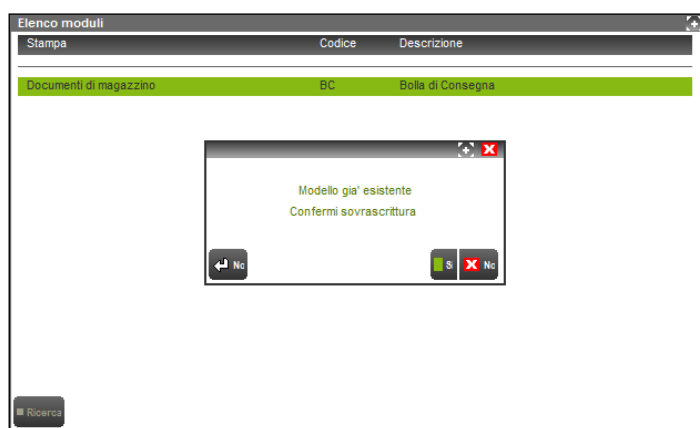 Elenco moduli
Stampa Codice Descrizione
Documenti di magazzino BC Bolla di Consegna
Modello gia' esistente
Confermi sovrascrittura
No Si No
Ricerca